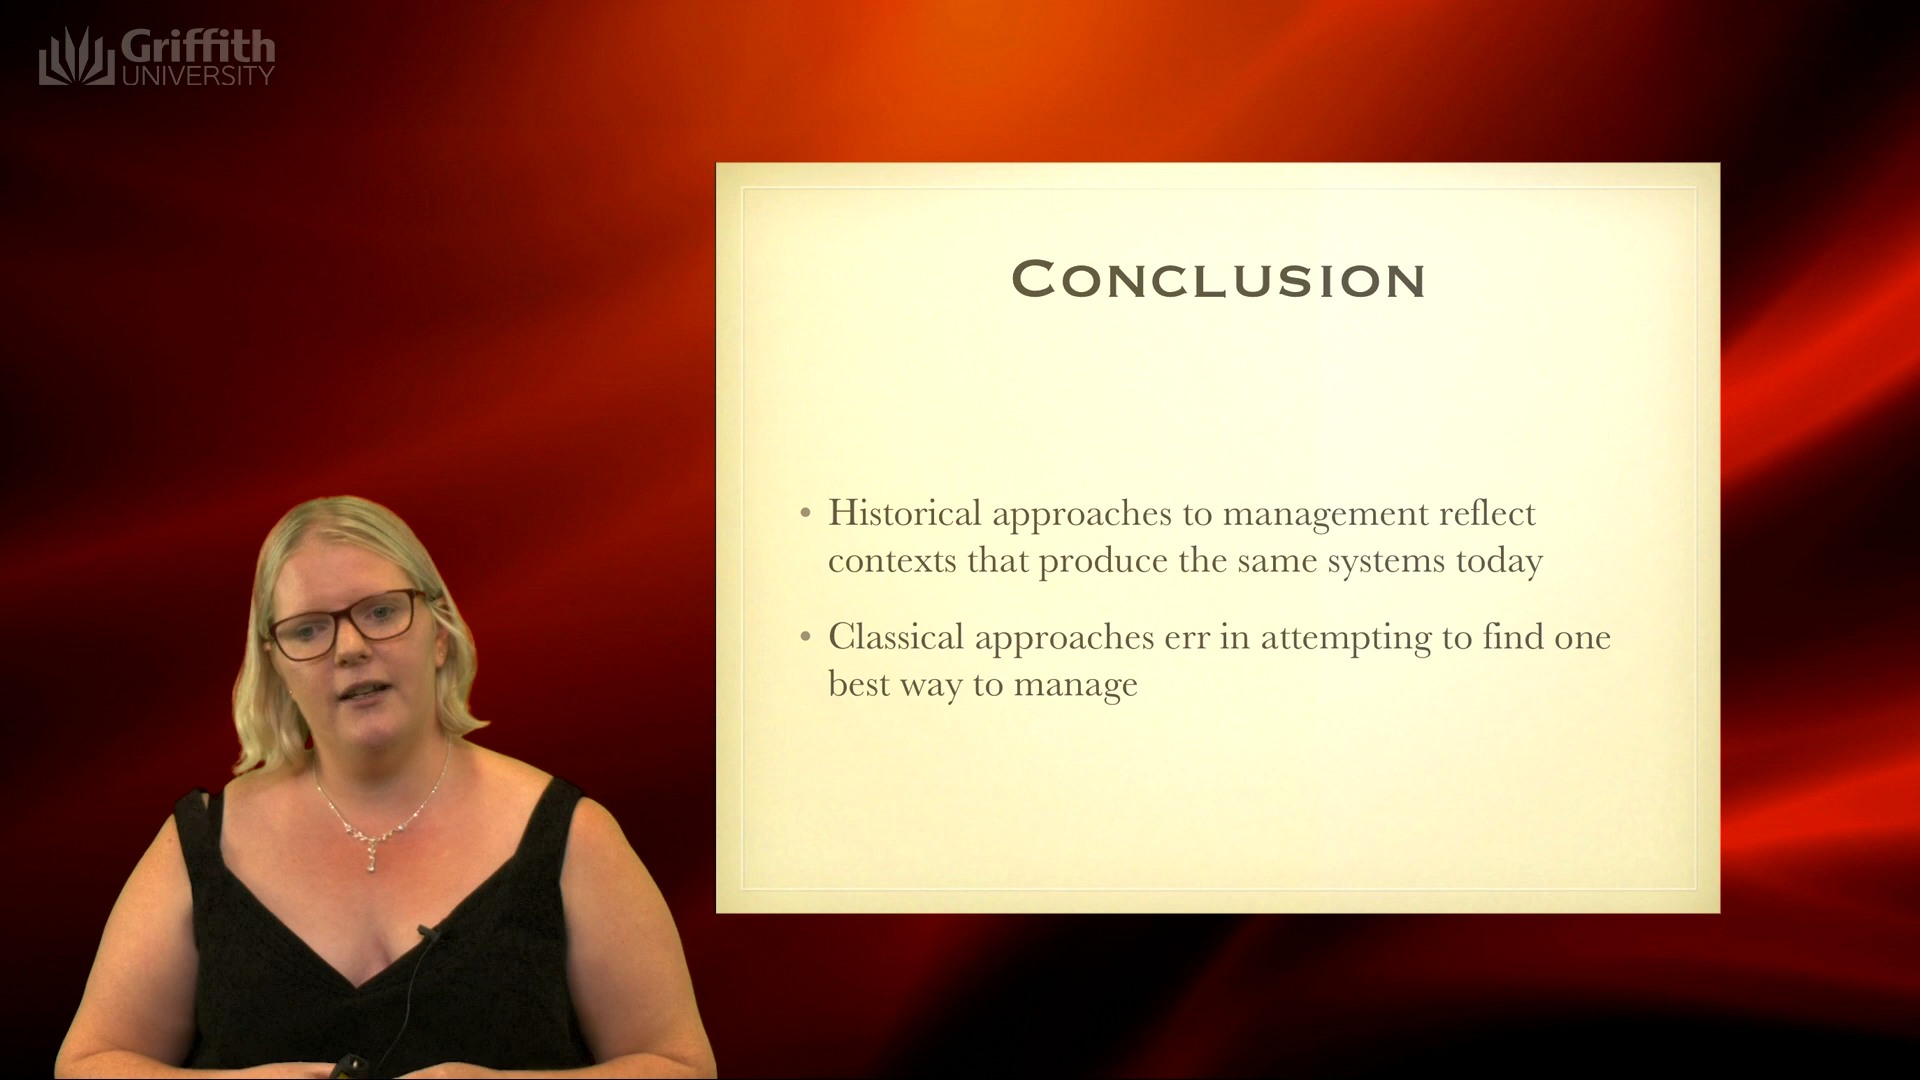 Griffith
UNIVERSITY
CONCLUSION
• Historical approaches to management reflect
contexts that produce the same systems today
• Classical approaches err in attempting to find one
best way to manage